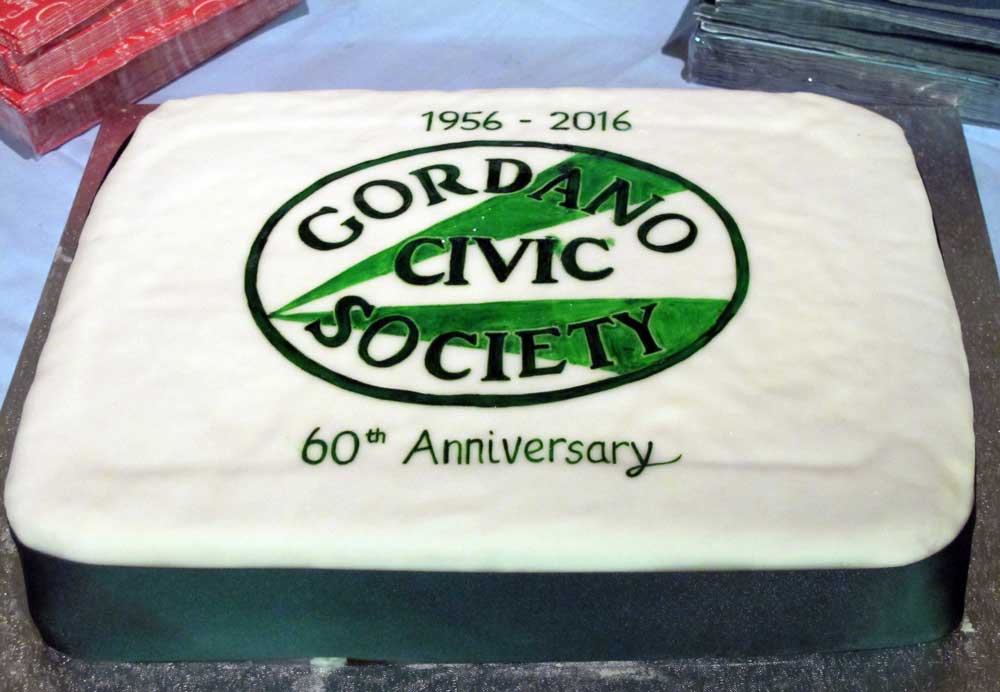 1956 - 2016
GORDANO
CIVIC
SOCIETY
60th Anniversary